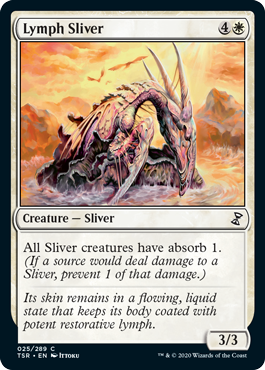 Lymph Sliver 4
Creature — Sliver
All Sliver creatures have absorb 1.
(If a source would deal damage to a
Sliver, prevent 1 of that damage.)
Its skin remains in a flowing, liquid
state that keeps its body coated with
potent restorative lymph.
3/3
025/289 C
TSR • EN Ittoku
™ & © 2020 Wizards of the Coast